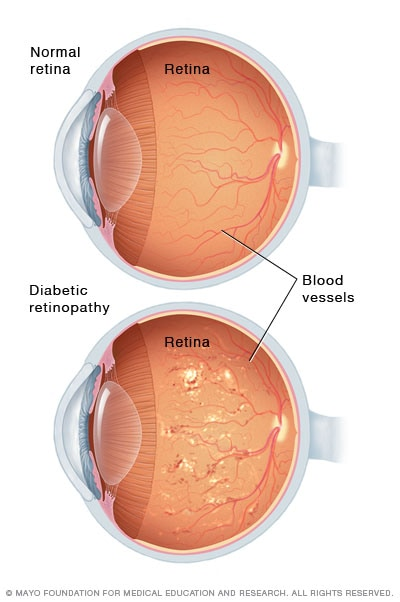 Normal
retina
Retina
Diabetic
retinopathy
Blood
vessels
Retina
© MAYO FOUNDATION FOR MEDICAL EDUCATION AND RESEARCH. ALL RIGHTS RESERVED.